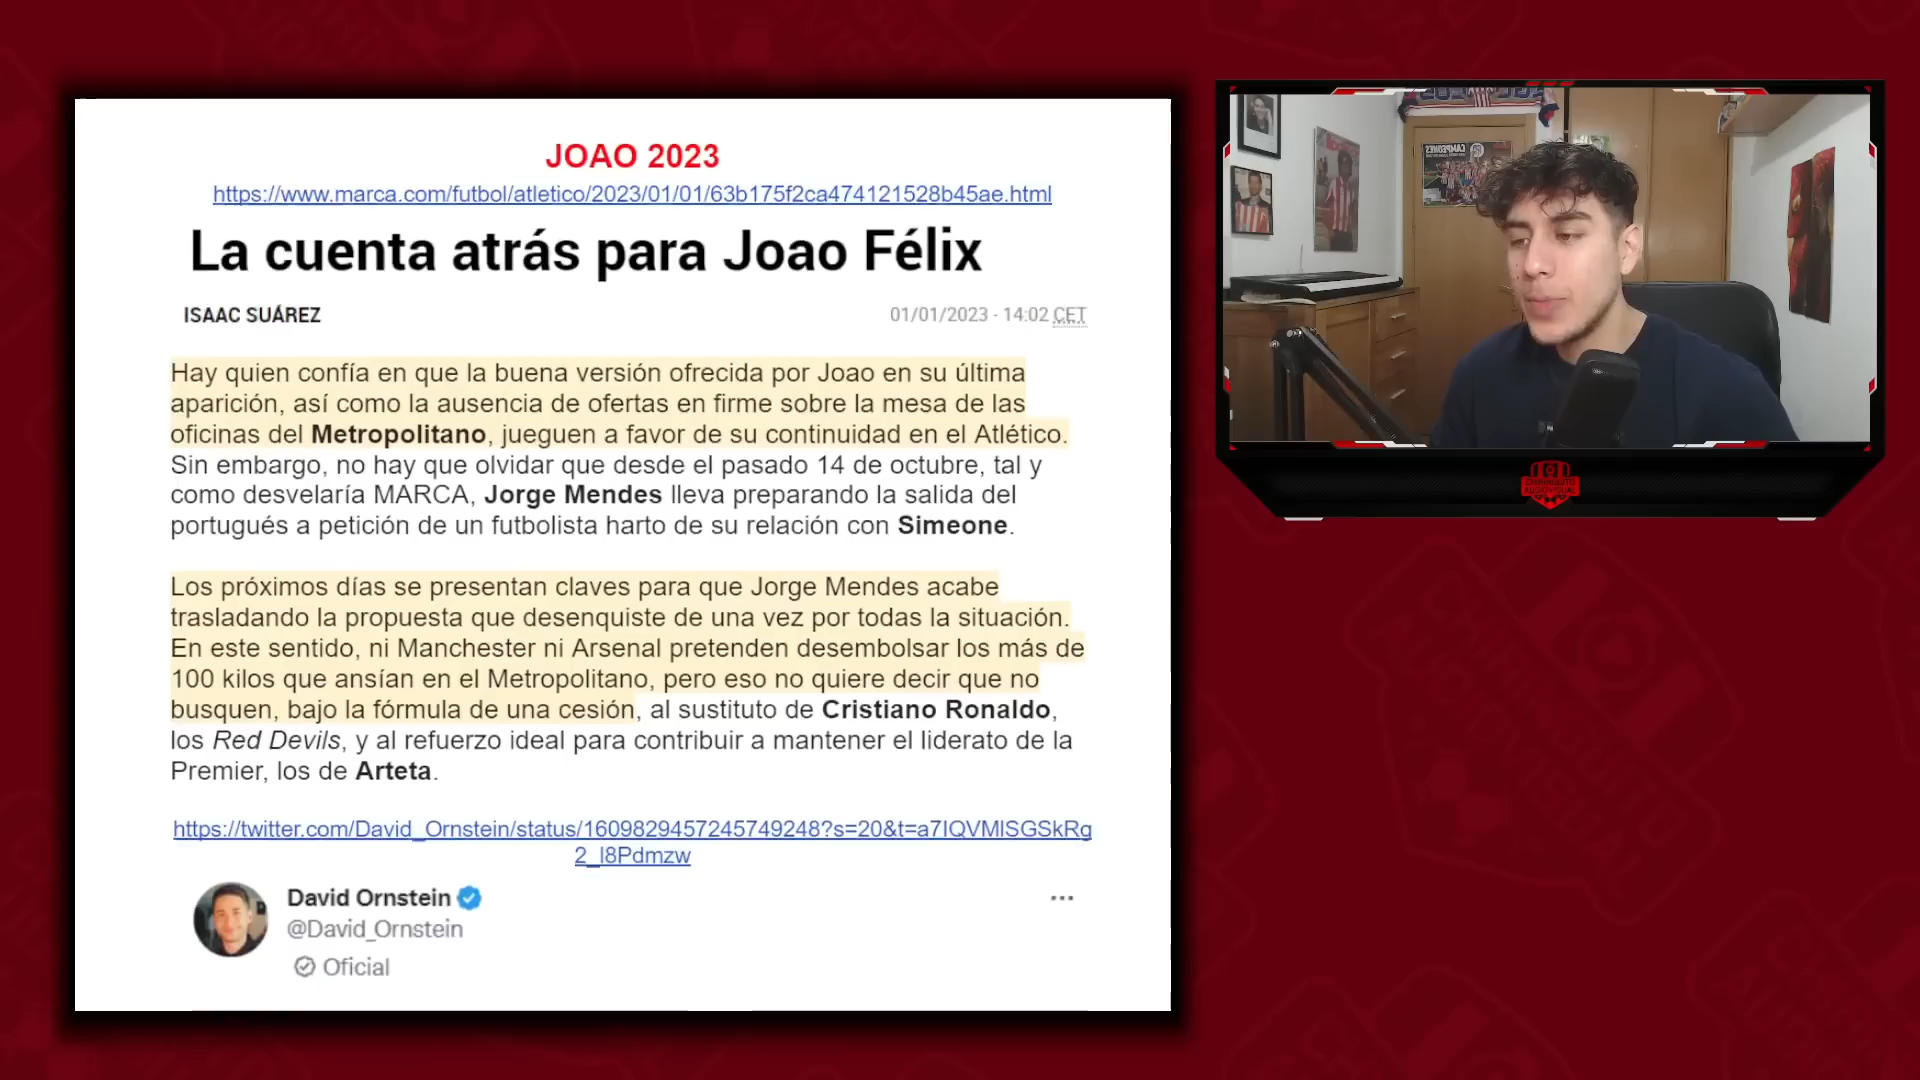 JOAO 2023
https://www.marca.com/futbol/atletico/2023/01/01/63b175f2ca474121528b45ae.html
La cuenta atrás para Joao Félix
ISAAC SUÁREZ
01/01/2023 - 14:02 CET
Hay quien confía en que la buena versión ofrecida por Joao en su última
aparición, así como la ausencia de ofertas en firme sobre la mesa de las
oficinas del Metropolitano, jueguen a favor de su continuidad en el Atlético.
Sin embargo, no hay que olvidar que desde el pasado 14 de octubre, tal y
como desvelaría MARCA, Jorge Mendes lleva preparando la salida del
portugués a petición de un futbolista harto de su relación con Simeone.
Los próximos días se presentan claves para que Jorge Mendes acabe
trasladando la propuesta que desenquiste de una vez por todas la situación.
En este sentido, ni Manchester ni Arsenal pretenden desembolsar los más de
100 kilos que ansían en el Metropolitano, pero eso no quiere decir que no
busquen, bajo la fórmula de una cesión, al sustituto de Cristiano Ronaldo,
los Red Devils, y al refuerzo ideal para contribuir a mantener el liderato de la
Premier, los de Arteta.
https://twitter.com/David_Ornstein/status/1609829457245749248?s=20&t=a7IQVMlSGSkRg
2_l8Pdmzw
David Ornstein
@David_Ornstein
Oficial
CAMPEONES
CHIRINGUITO
AUDIOVISUAL